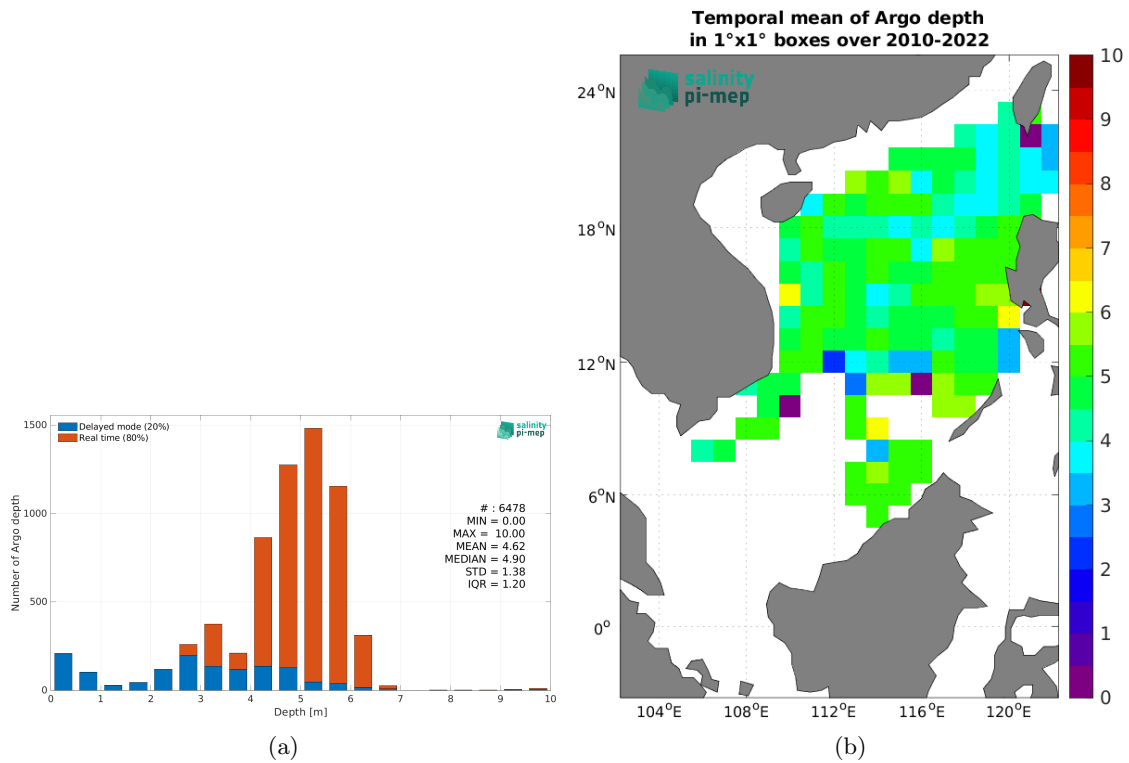 Temporal mean of Argo depth
in 1°x1° boxes over 2010-2022
salinity
pi-mep
24°N
18°N
12°N
6°N
0°
104°E
108°E
112°E
116°E
120°E
10
9
8
7
6
5
4
3
2
1
0
Delayed mode (20%)
Real time (80%)
salinity
pi-mep
# : 6478
MIN = 0.00
MAX = 10.00
MEAN = 4.62
MEDIAN = 4.90
STD = 1.38
IQR = 1.20
Number of Argo depth
1500
1000
500
0
0
1
2
3
4
5
6
7
8
9
10
Depth [m]
(a)
(b)